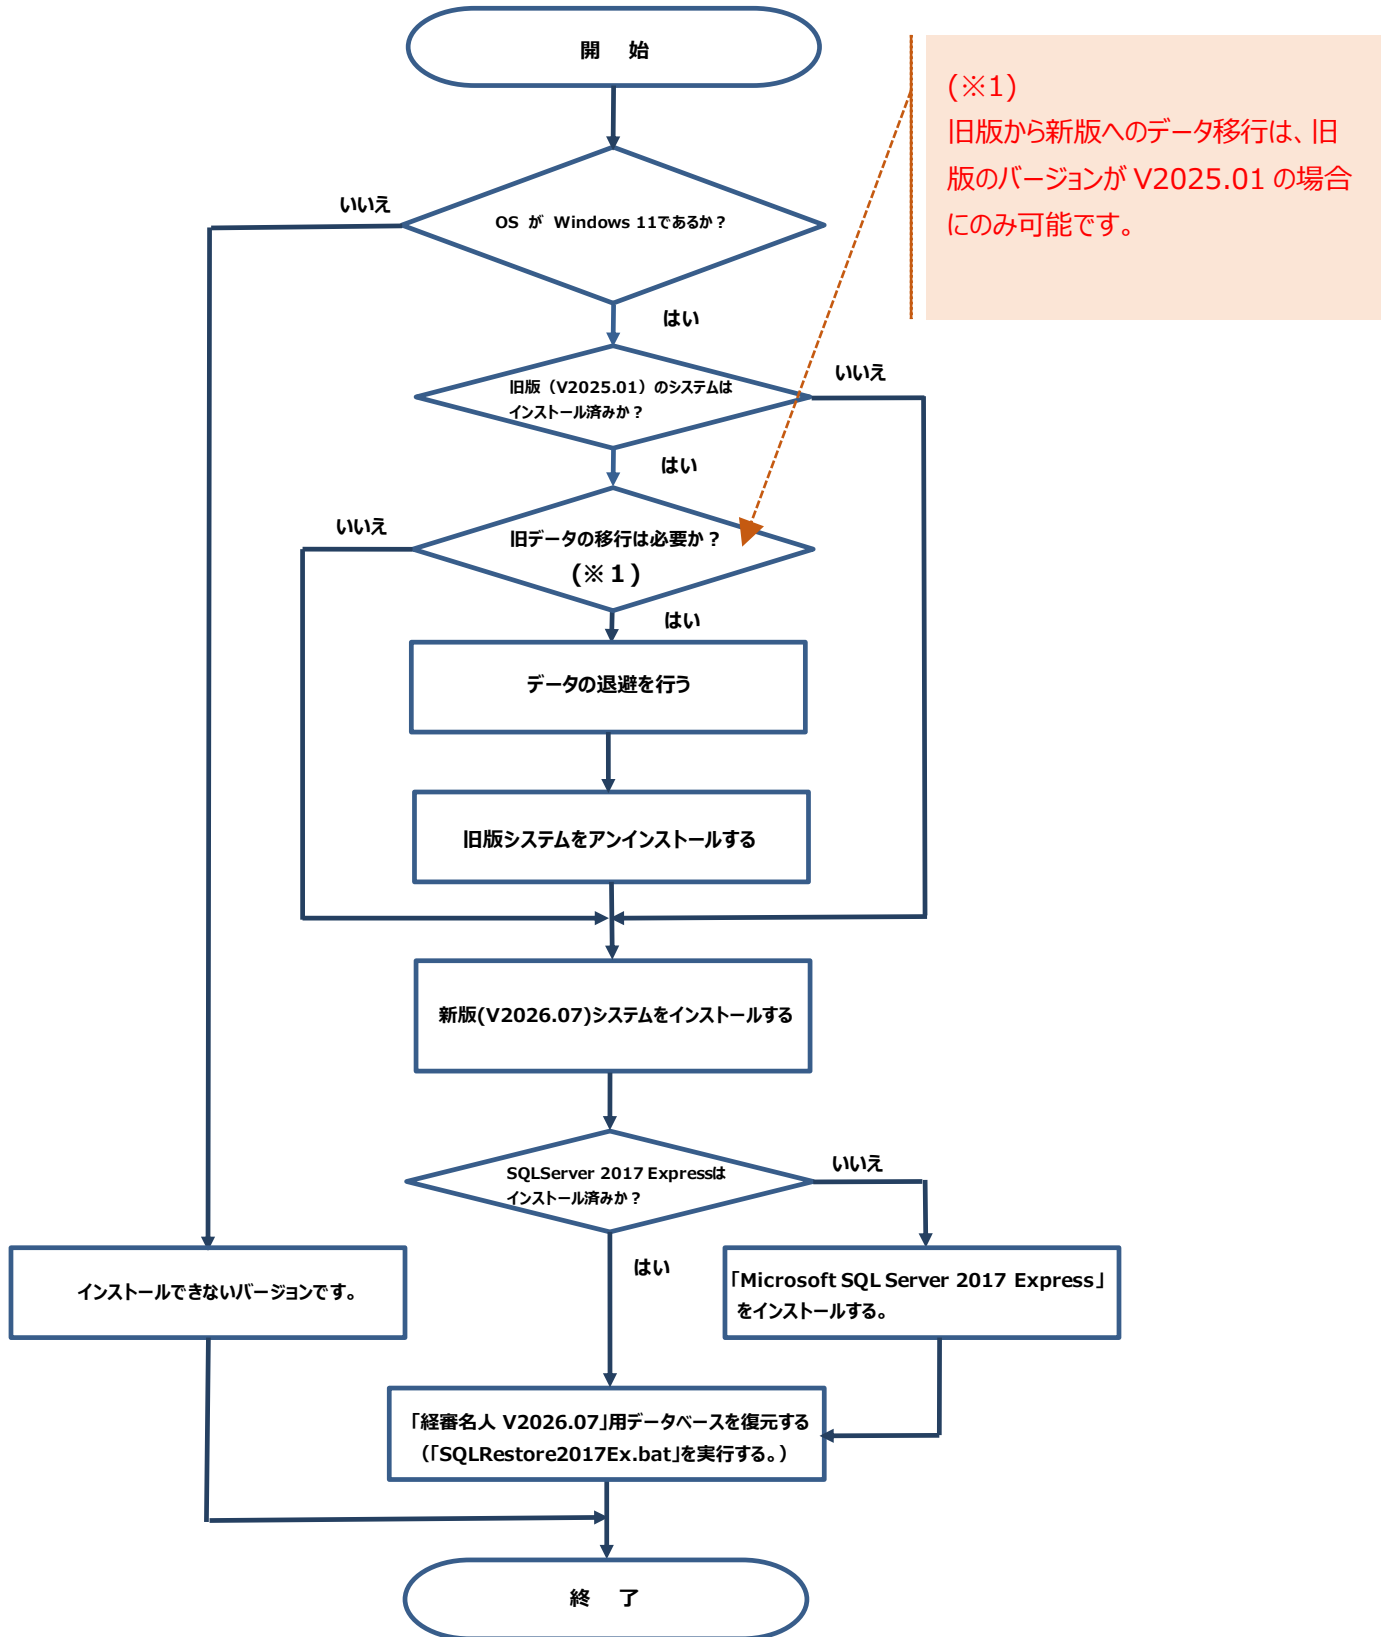 開　始
(※1)
旧版から新版へのデータ移行は、旧
版のバージョンが V2025.01 の場合
にのみ可能です。
いいえ
OS が Windows 11であるか？
はい
旧版（V2025.01）のシステムは
インストール済みか？
いいえ
はい
いいえ
旧データの移行は必要か？
(※１)
はい
データの退避を行う
旧版システムをアンインストールする
新版(V2026.07)システムをインストールする
SQLServer 2017 Expressは
インストール済みか？
いいえ
はい
インストールできないバージョンです。
「Microsoft SQL Server 2017 Express」
をインストールする。
「経審名人 V2026.07」用データベースを復元する
（「SQLRestore2017Ex.bat」を実行する。）
終　了